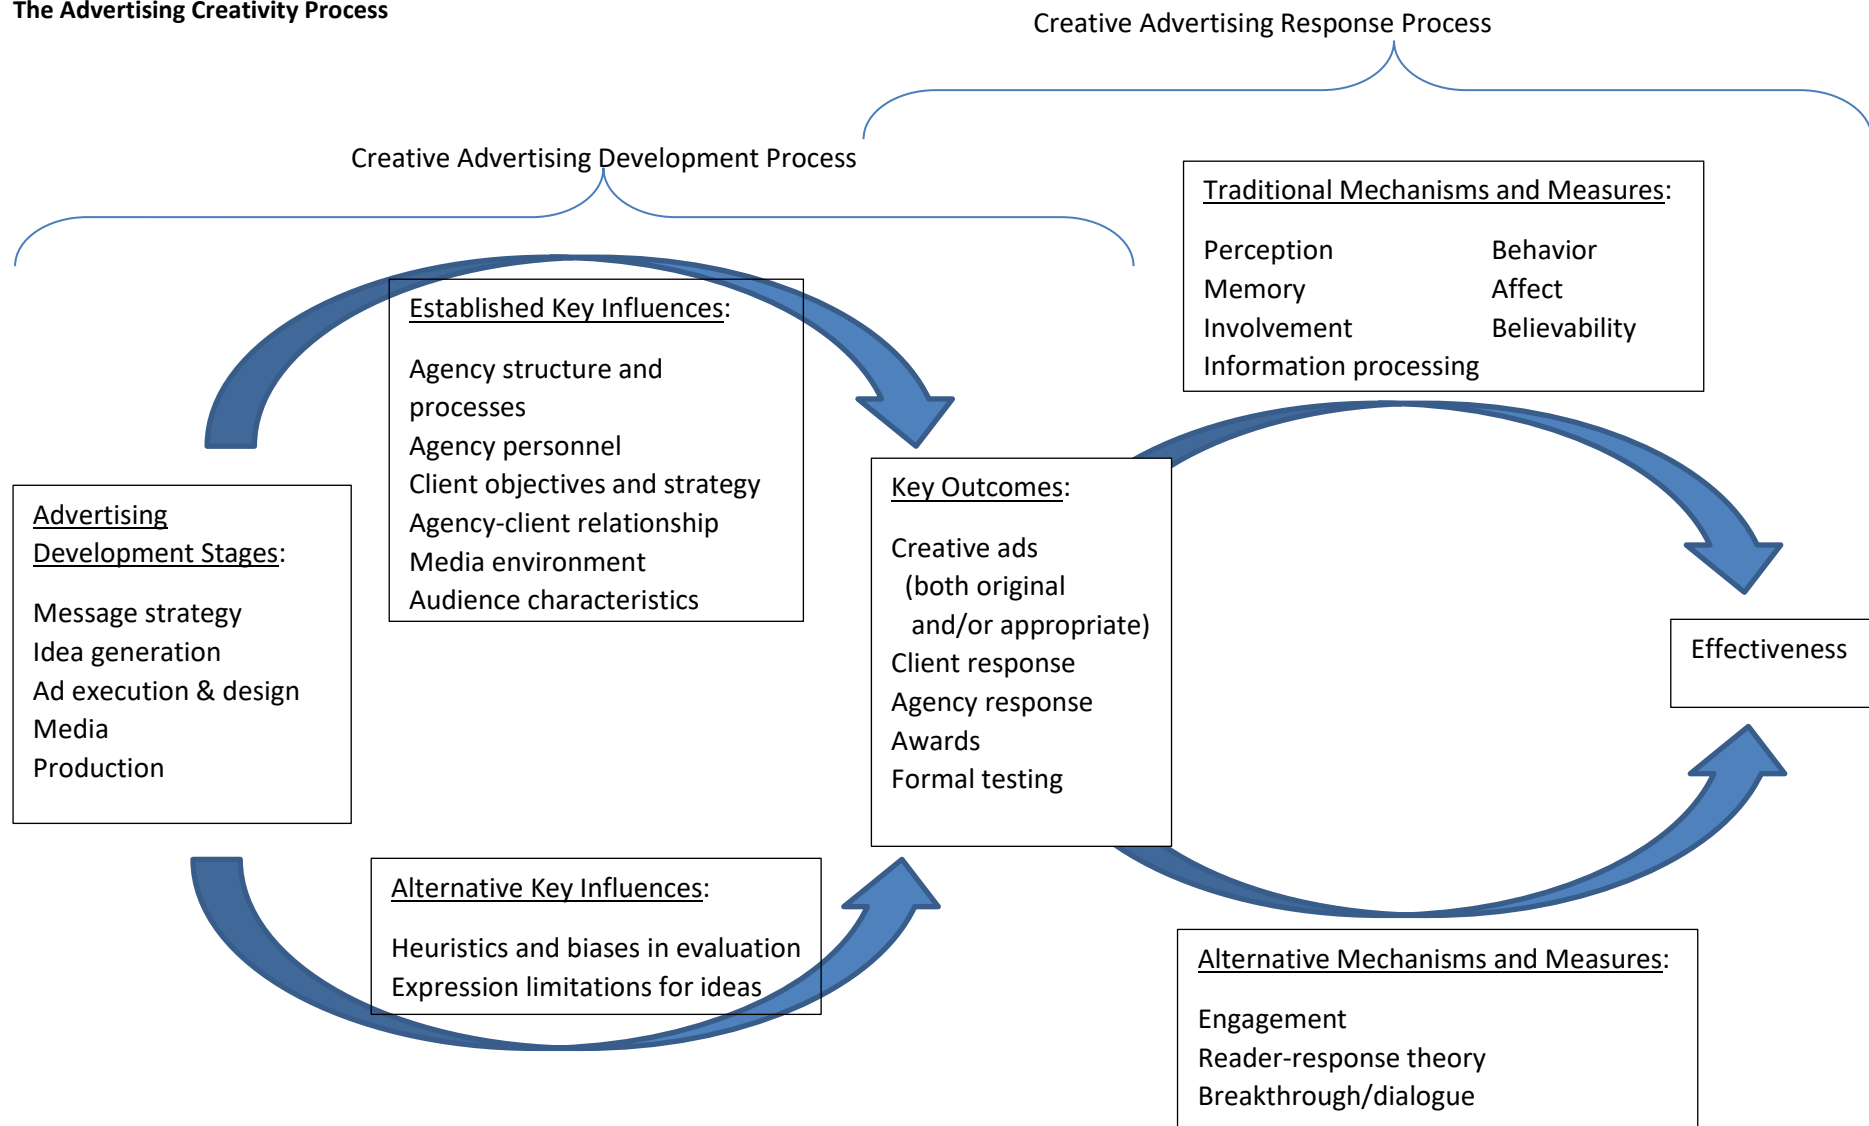 The Advertising Creativity Process
Creative Advertising Response Process
Creative Advertising Development Process
Traditional Mechanisms and Measures:
Perception Behavior
Memory Affect
Involvement Believability
Information processing
Established Key Influences:
Agency structure and
processes
Agency personnel
Client objectives and strategy
Agency-client relationship
Media environment
Audience characteristics
Advertising
Development Stages:
Message strategy
Idea generation
Ad execution & design
Media
Production
Key Outcomes:
Creative ads
(both original
and/or appropriate)
Client response
Agency response
Awards
Formal testing
Effectiveness
Alternative Key Influences:
Heuristics and biases in evaluation
Expression limitations for ideas
Alternative Mechanisms and Measures:
Engagement
Reader-response theory
Breakthrough/dialogue